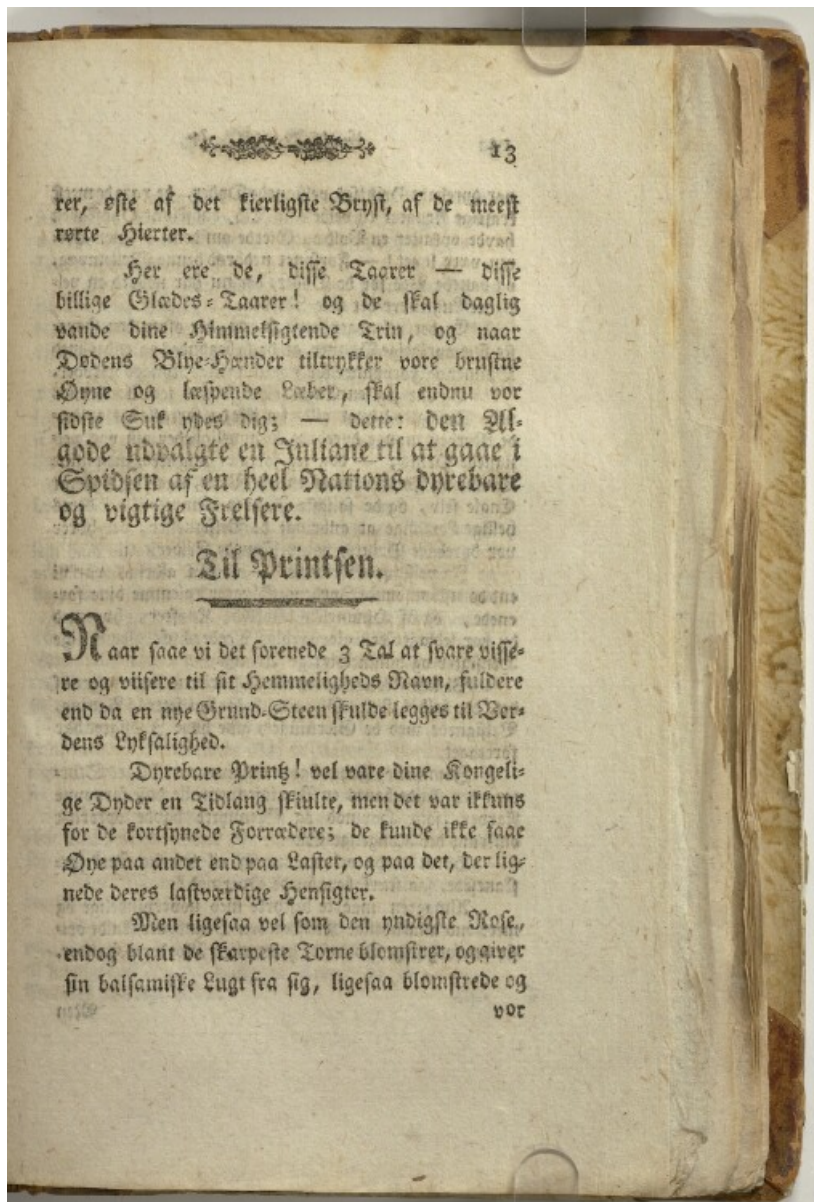 13
rer, øste af det kierligste Bryst, af de meest
rørte Hierter.
Her ere de, disse Taarer — disse
billige Glædes-Taarer! og de skal daglig
vande dine Himmelsigtende Trin, og naar
Dødens Blye-Hænder tiltrykker vore brustne
Øyne og læspende Læber, skal endnu vor
sidste Suk ydes dig; — dette: den Al-
gode udvalgte en Juliane til at gaae i
Spidsen af en heel Nations dyrebare
og vigtige Frelsere.
Til Printsen.
Naar saae vi det forenede 3 Tal at svare visse-
re og viisere til sit Hemmeligheds Navn, fuldere
end da en nye Grund-Steen skulde legges til Ver-
dens Lyksalighed.
Dyrebare Printz! vel vare dine Kongeli-
ge Dyder en Tidlang skiulte, men det var ikkuns
for de kortsynede Forrædere; de kunde ikke faae
Øye paa andet end paa Laster, og paa det, der lig-
nede deres lastværdige Hensigter.
Men ligesaa vel som den yndigste Rose,
endog blant de skarpeste Torne blomstrer, og giver
sin balsamiske Lugt fra sig, ligesaa blomstrede og
vor